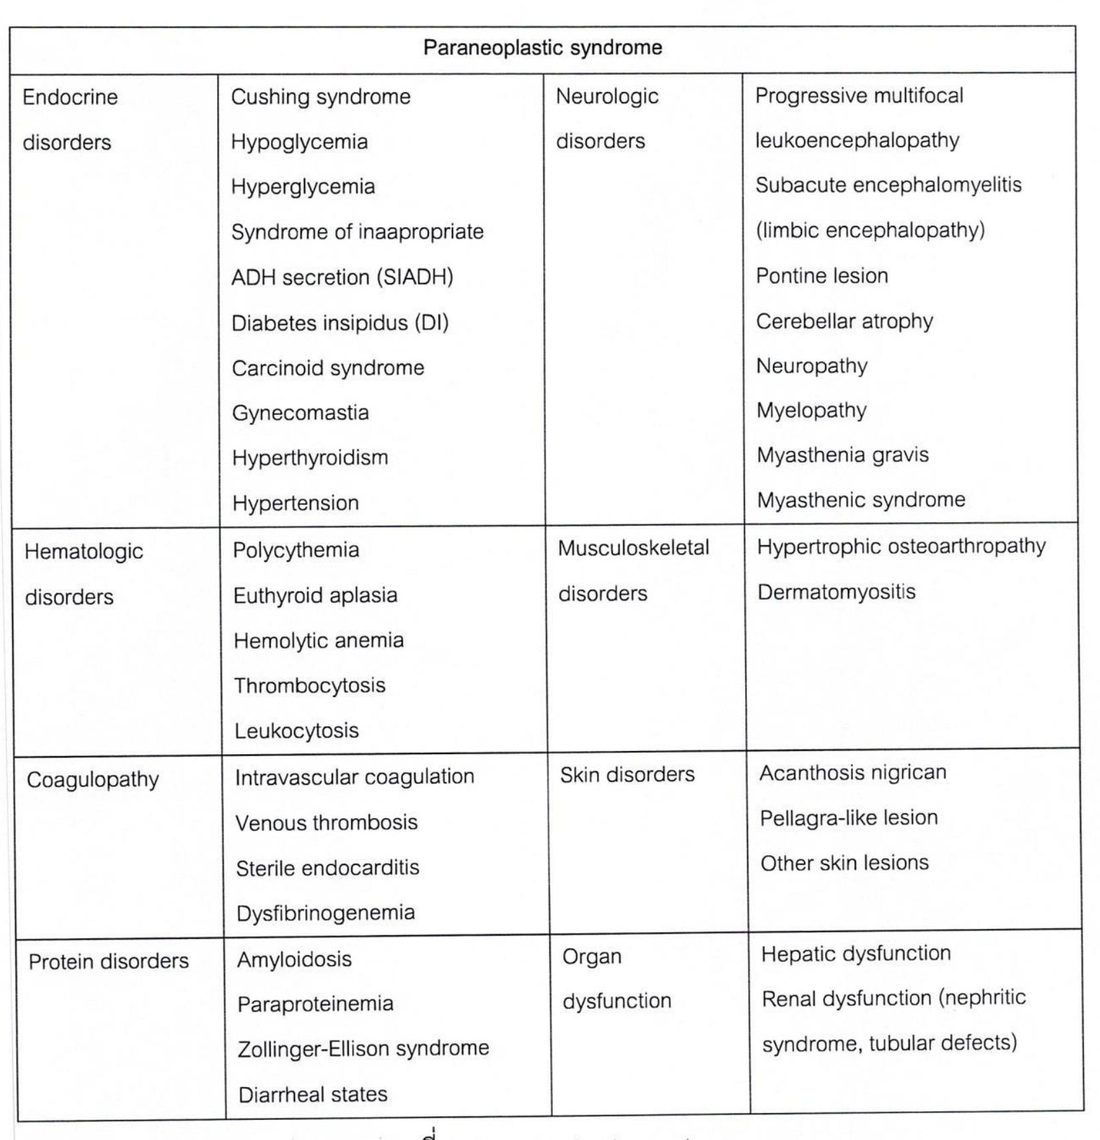 Paraneoplastic syndrome
Endocrine
disorders
Cushing syndrome
Hypoglycemia
Hyperglycemia
Syndrome of inaapropriate
ADH secretion (SIADH)
Diabetes insipidus (DI)
Carcinoid syndrome
Gynecomastia
Hyperthyroidism
Hypertension
Neurologic
disorders
Progressive multifocal
leukoencephalopathy
Subacute encephalomyelitis
(limbic encephalopathy)
Pontine lesion
Cerebellar atrophy
Neuropathy
Myelopathy
Myasthenia gravis
Myasthenic syndrome
Hematologic
disorders
Polycythemia
Euthyroid aplasia
Hemolytic anemia
Thrombocytosis
Leukocytosis
Musculoskeletal
disorders
Hypertrophic osteoarthropathy
Dermatomyositis
Coagulopathy
Intravascular coagulation
Venous thrombosis
Sterile endocarditis
Dysfibrinogenemia
Skin disorders
Acanthosis nigrican
Pellagra-like lesion
Other skin lesions
Protein disorders
Amyloidosis
Paraproteinemia
Zollinger-Ellison syndrome
Diarrheal states
Organ
dysfunction
Hepatic dysfunction
Renal dysfunction (nephritic
syndrome, tubular defects)